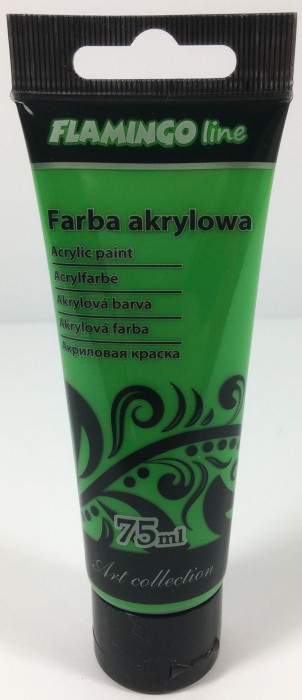 FLAMINGO line
Farba akrylowa
Acrylic paint
Acrylfarbe
Akrylová barva
Akrylová farba
Акриловая краска
75ml
Art collection